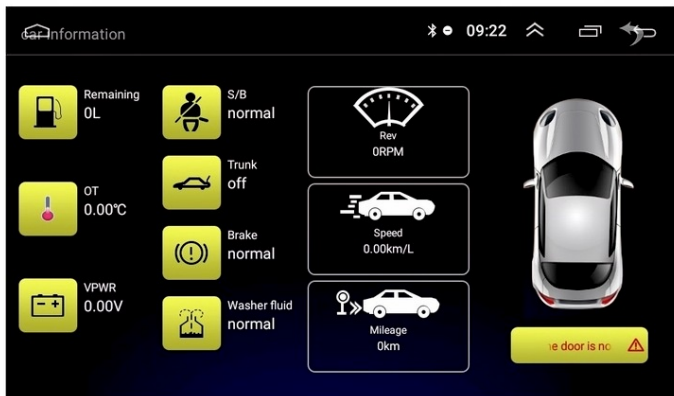 car Information
09:22
Remaining
0L
OT
0.00℃
VPWR
0.00V
S/B
normal
Trunk
off
Brake
normal
Washer fluid
normal
Rev
0RPM
Speed
0.00km/L
Mileage
0km
door is